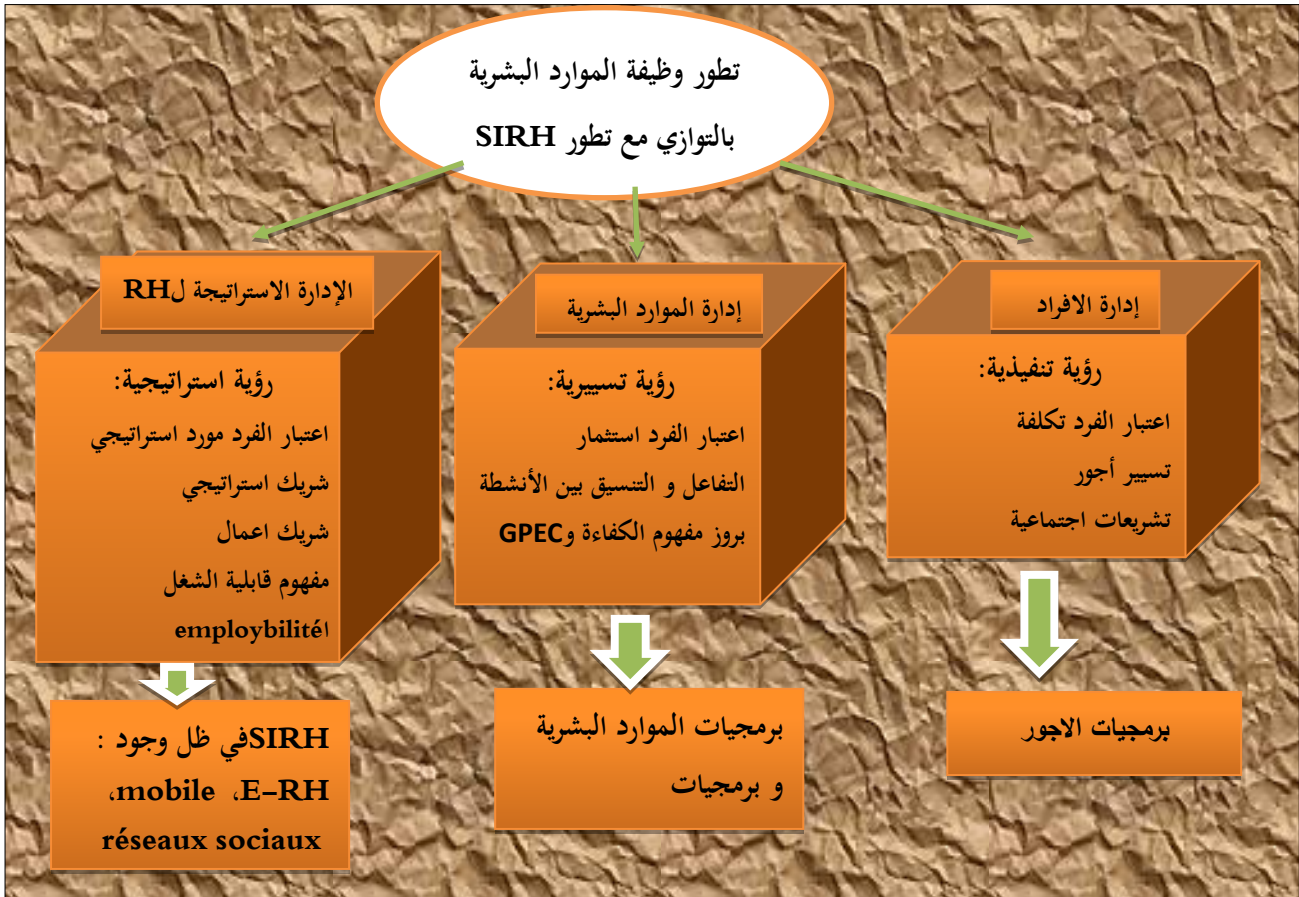 تطور وظيفة الموارد البشرية
بالتوازي مع تطور SIRH
إدارة الافراد
رؤية تنفيذية:
اعتبار الفرد تكلفة
تسيير أجور
تشريعات اجتماعية
برمجيات الاجور
إدارة الموارد البشرية
رؤية تسييرية:
اعتبار الفرد استثمار
التفاعل و التنسيق بين الأنشطة
بروز مفهوم الكفاءة وGPEC
برمجيات الموارد البشرية
و برمجيات
الإدارة الاستراتيجة لRH
رؤية استراتيجية:
اعتبار الفرد مورد استراتيجي
شريك استراتيجي
شريك اعمال
مفهوم قابلية الشغل
اemploybilité
SIRHفي ظل وجود :
E-RH، mobile،
réseaux sociaux